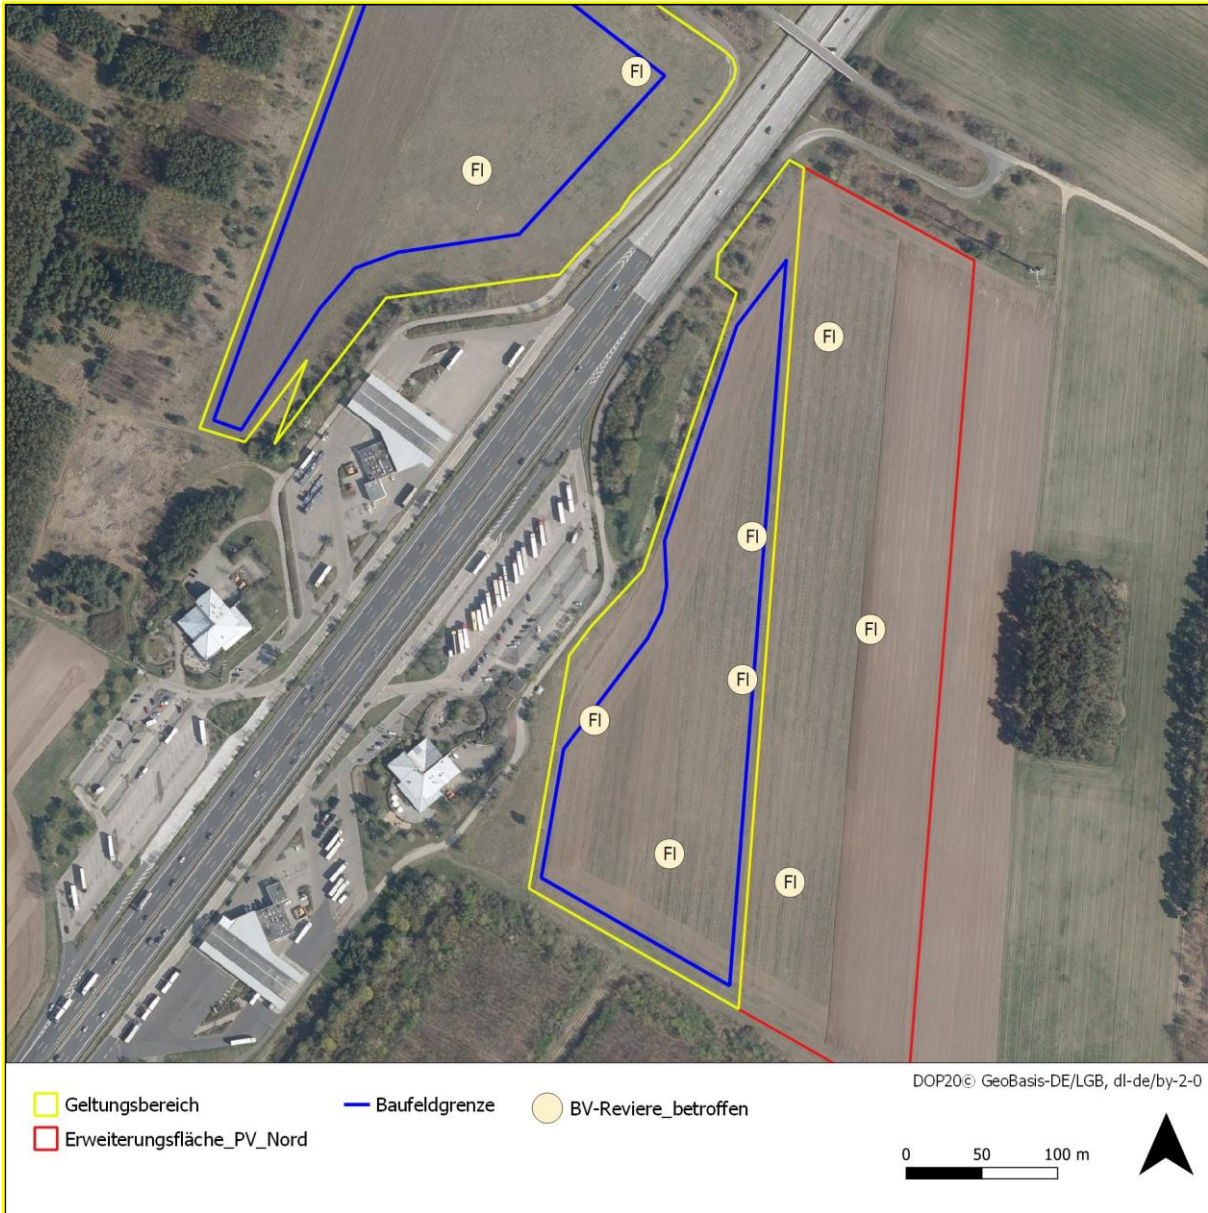 FI
FI
FI
FI
FI
FI
FI
FI
FI
DOP20© GeoBasis-DE/LGB, dl-de/by-2-0
Geltungsbereich
Baufeldgrenze
BV-Reviere_betroffen
Erweiterungsfläche_PV_Nord
0 50 100 m